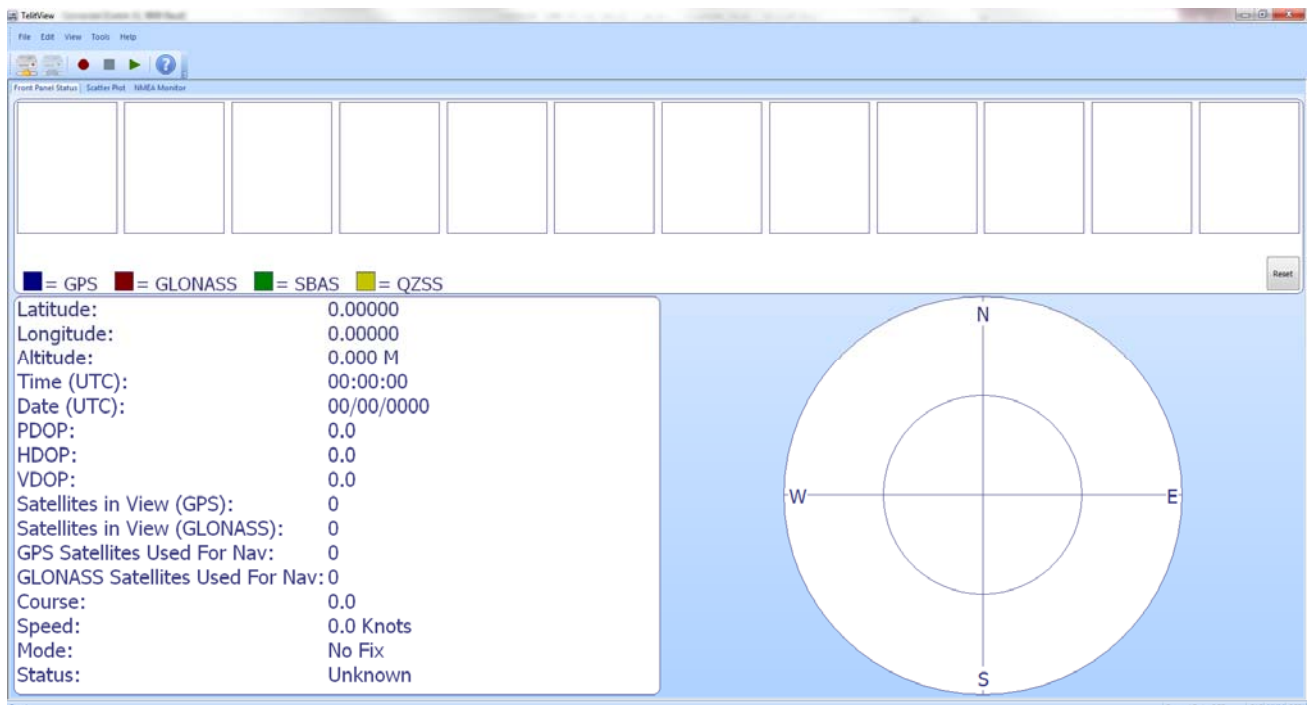 TelitView
File Edit View Tools Help
Front Panel Status Scatter Plot NMEA Monitor
= GPS = GLONASS = SBAS = QZSS
Reset
Latitude: 0.00000
Longitude: 0.00000
Altitude: 0.000 M
Time (UTC): 00:00:00
Date (UTC): 00/00/0000
PDOP: 0.0
HDOP: 0.0
VDOP: 0.0
Satellites in View (GPS): 0
Satellites in View (GLONASS): 0
GPS Satellites Used For Nav: 0
GLONASS Satellites Used For Nav: 0
Course: 0.0
Speed: 0.0 Knots
Mode: No Fix
Status: Unknown
N
W E
S